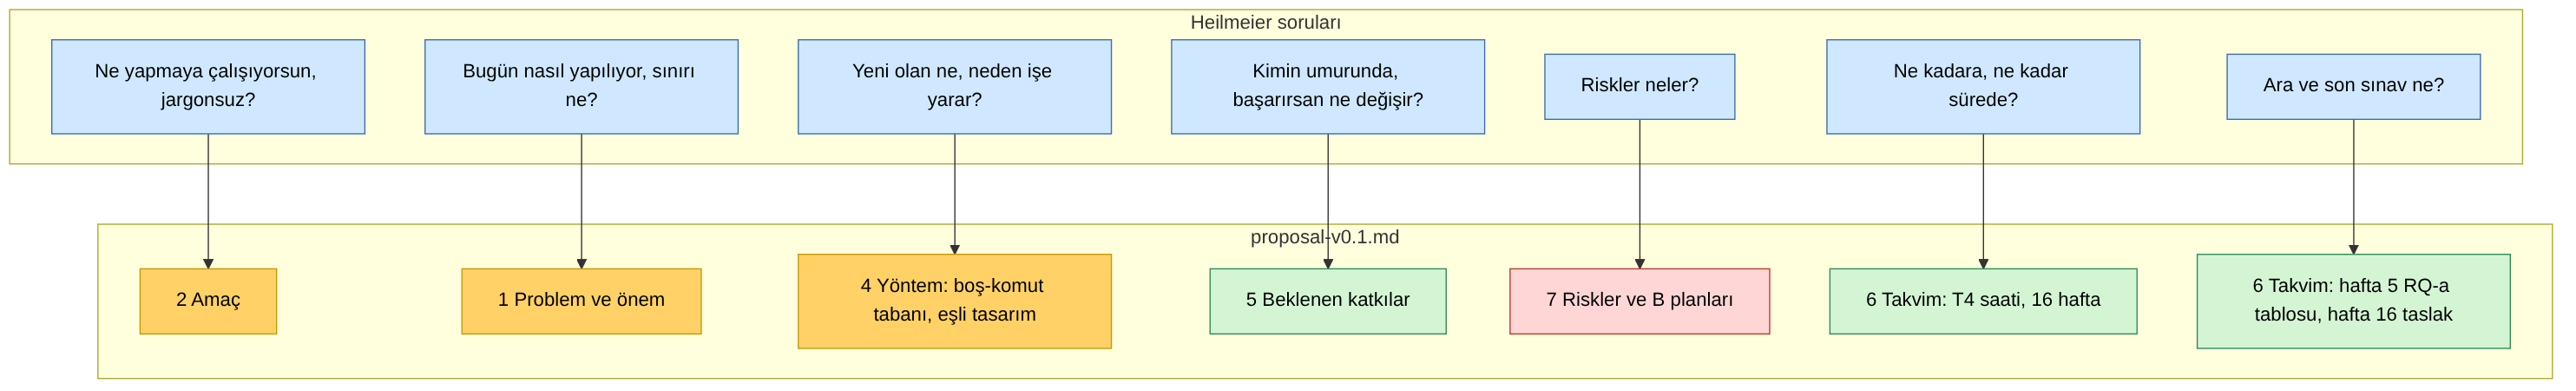 Heilmeier soruları
Ne yapmaya çalışıyorsun,
jargonsuz?
Bugün nasıl yapılıyor, sınırı
ne?
Yeni olan ne, neden işe
yarar?
Kimin umurunda,
başarırsan ne değişir?
Riskler neler?
Ne kadara, ne kadar
sürede?
Ara ve son sınav ne?
proposal-v0.1.md
2 Amaç
1 Problem ve önem
4 Yöntem: boş-komut
tabanı, eşli tasarım
5 Beklenen katkılar
7 Riskler ve B planları
6 Takvim: T4 saati, 16 hafta
6 Takvim: hafta 5 RQ-a
tablosu, hafta 16 taslak